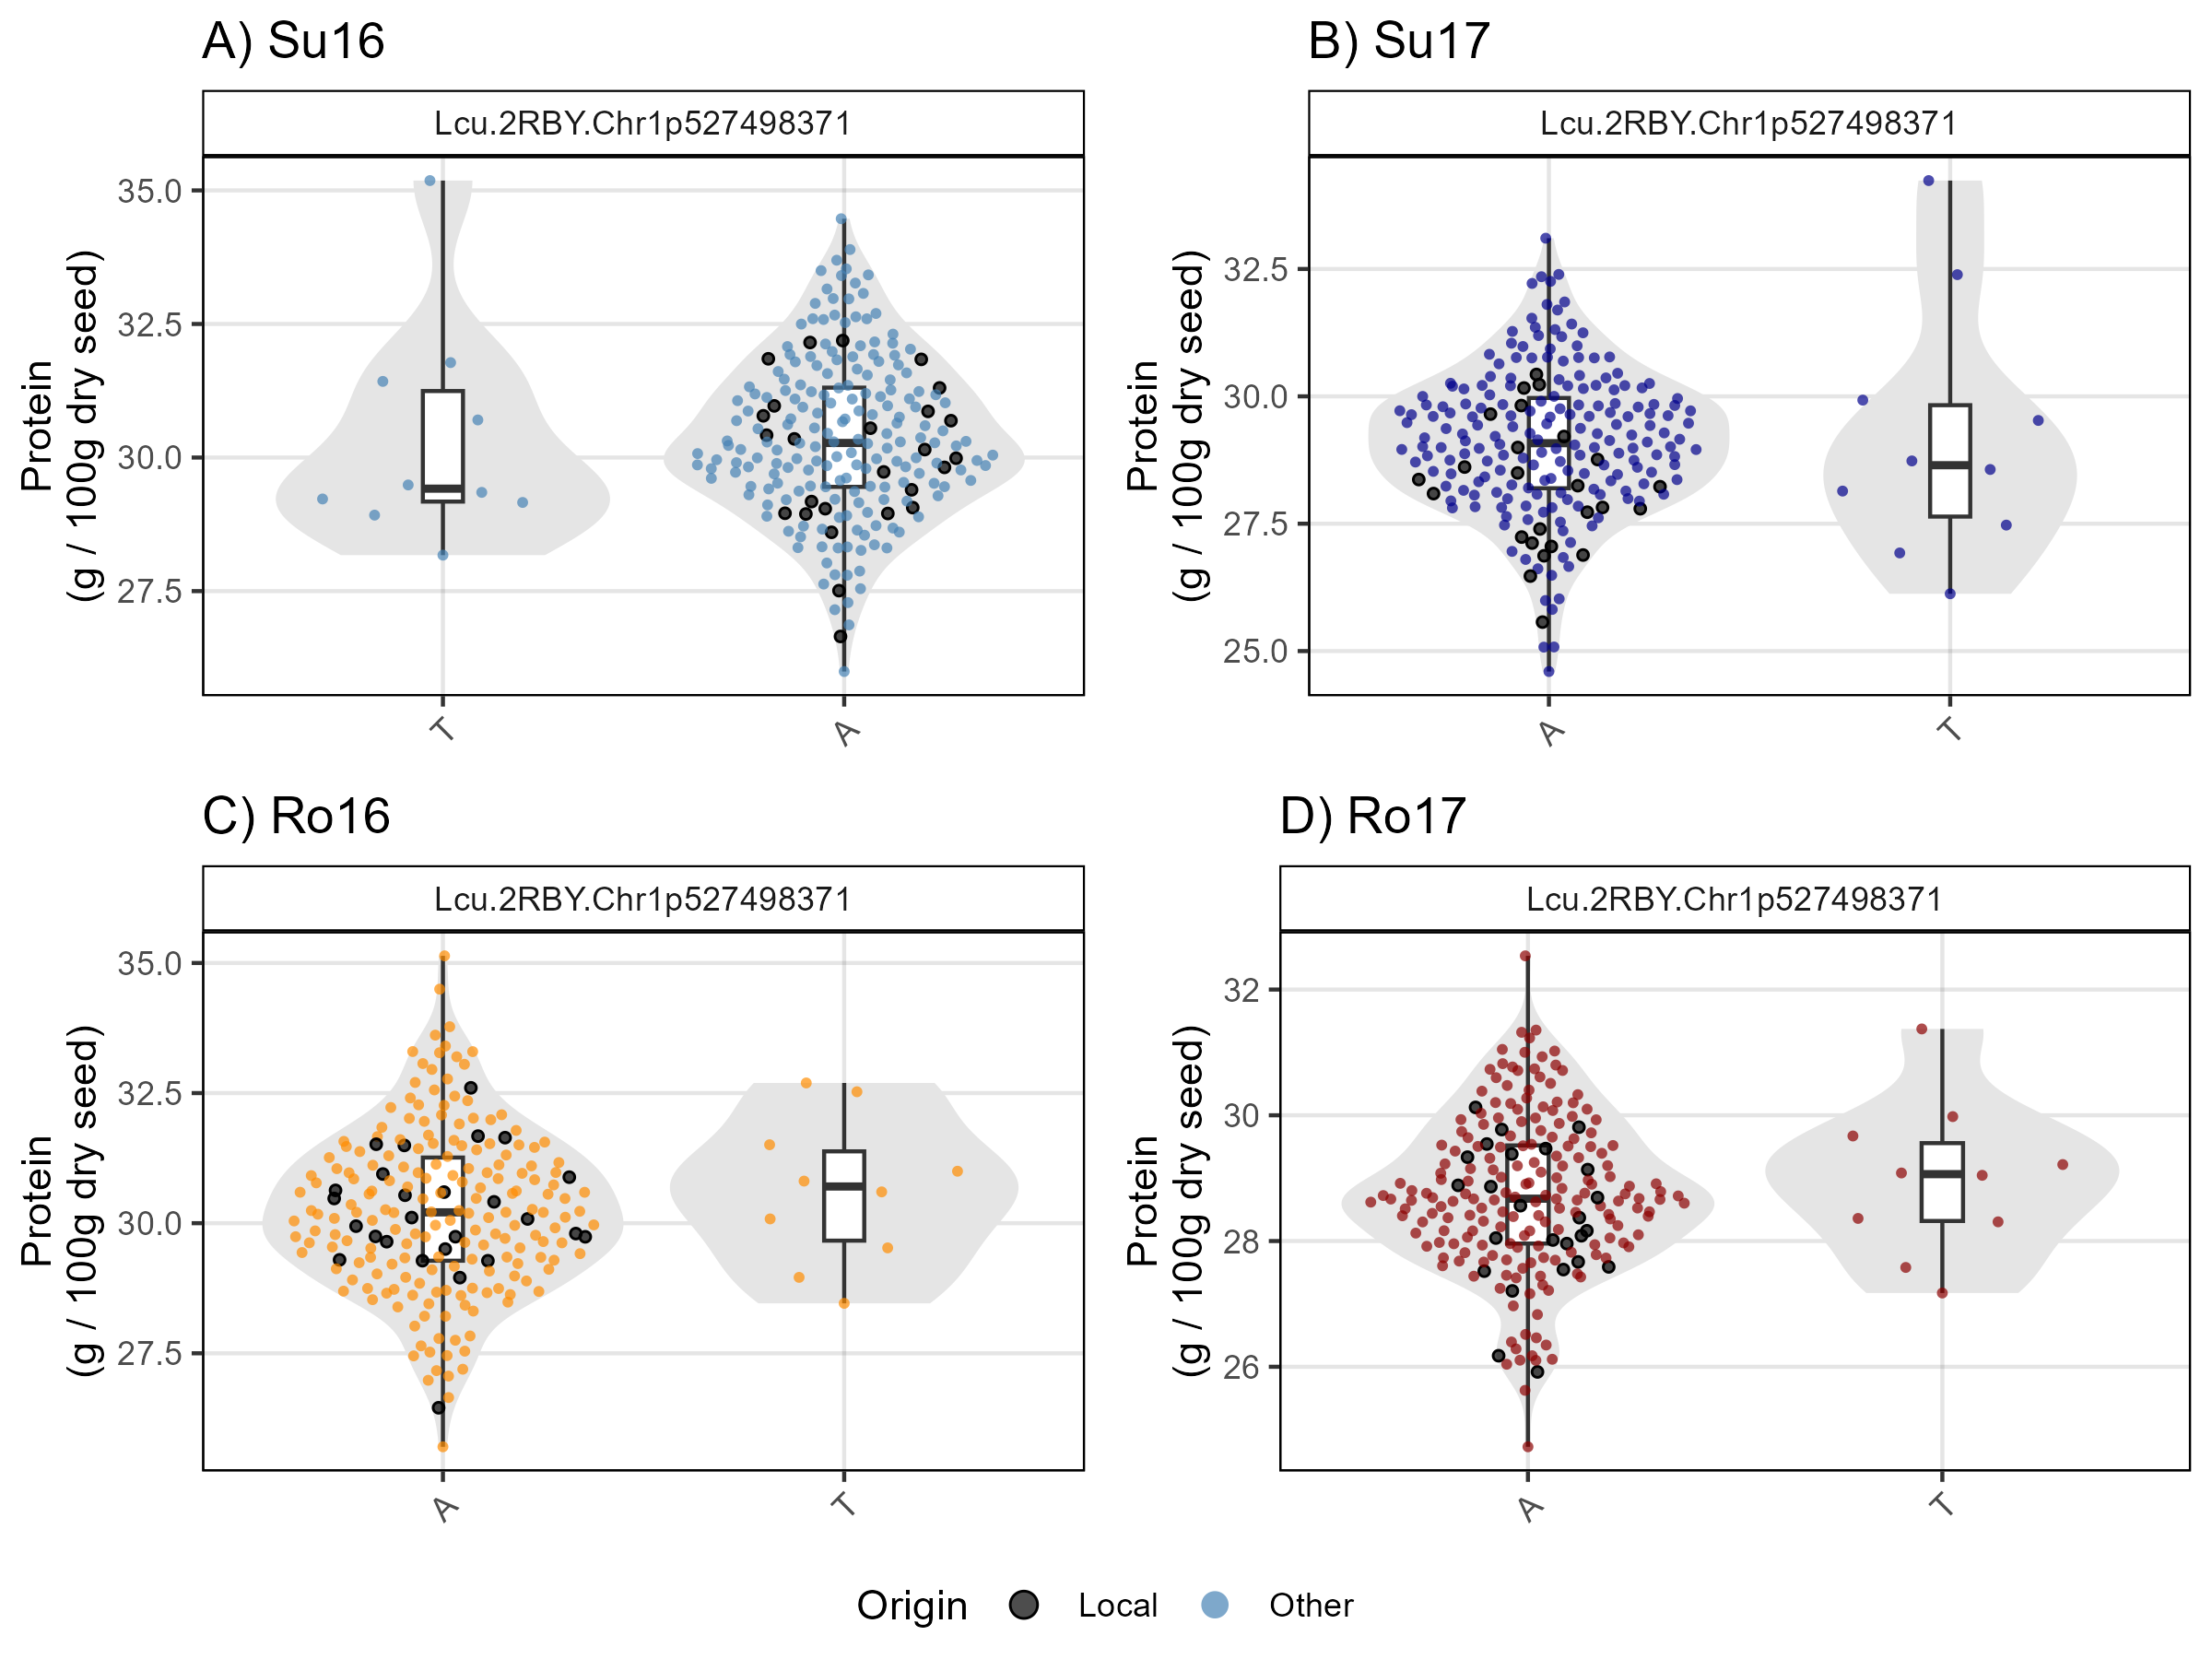 A) Su16
Lcu.2RBY.Chr1p527498371
Protein
(g / 100g dry seed)
35.0
32.5
30.0
27.5
T
A
B) Su17
Lcu.2RBY.Chr1p527498371
Protein
(g / 100g dry seed)
32.5
30.0
27.5
25.0
A
T
C) Ro16
Lcu.2RBY.Chr1p527498371
Protein
(g / 100g dry seed)
35.0
32.5
30.0
27.5
A
T
D) Ro17
Lcu.2RBY.Chr1p527498371
Protein
(g / 100g dry seed)
32
30
28
26
A
T
Origin Local Other